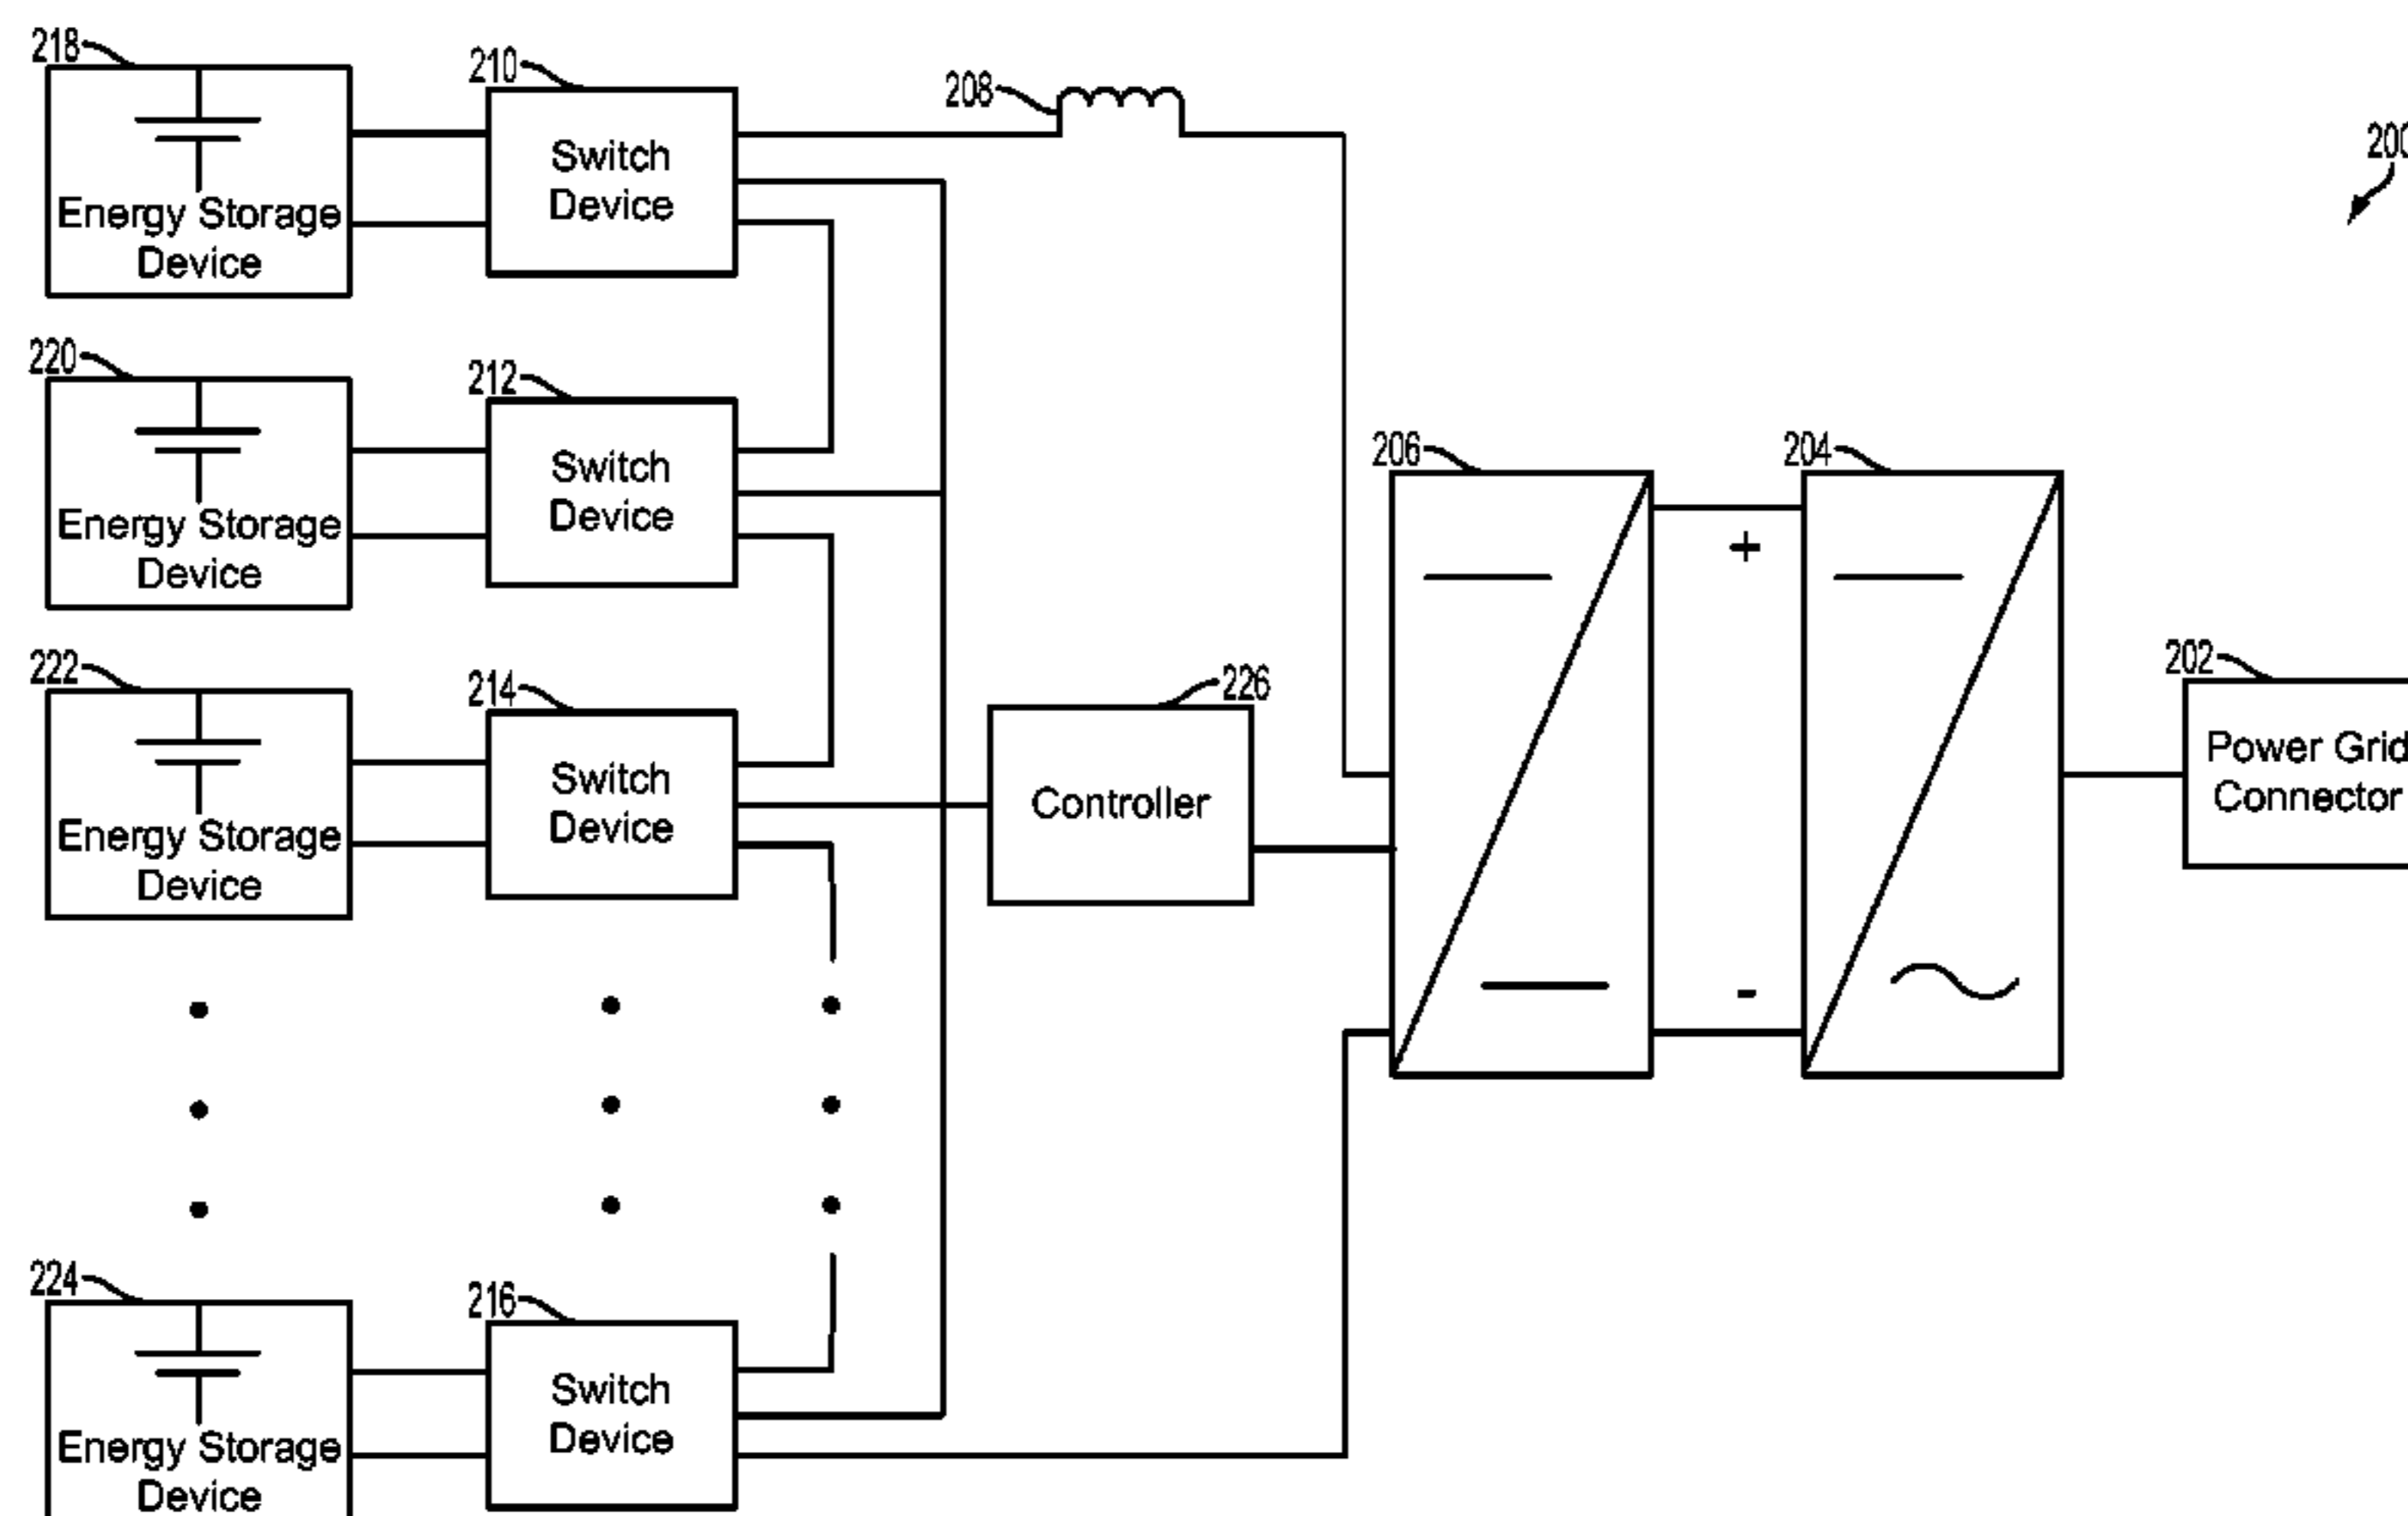 218
210
208
200
Switch
Device
Energy Storage
Device
220
212
Switch
Device
Energy Storage
Device
206
204
+
222
214
226
202
Switch
Device
Controller
Power Grid
Connector
Energy Storage
Device
-
224
216
Switch
Device
Energy Storage
Device